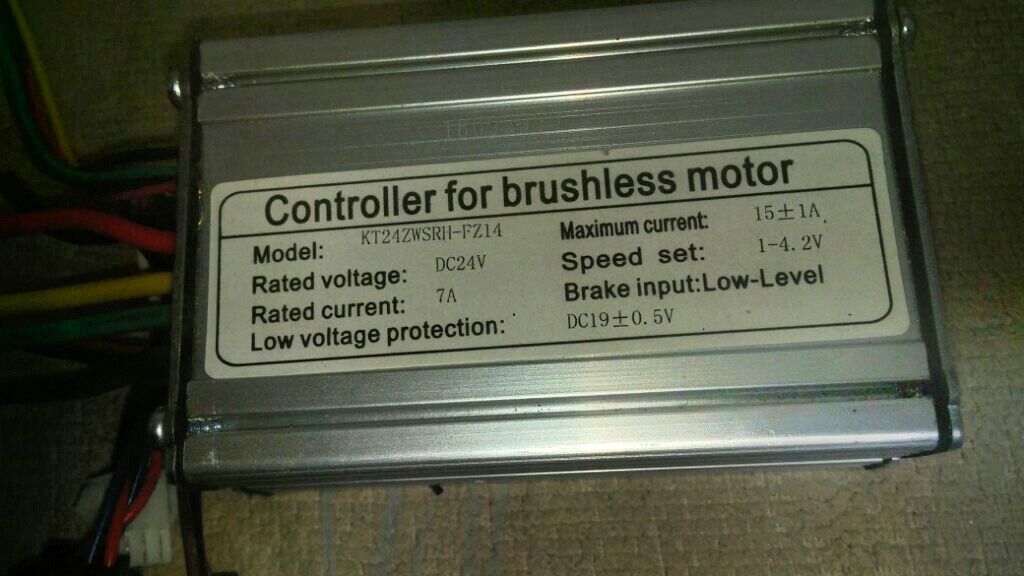 Controller for brushless motor
Model: KT24ZWSRH-FZ14
Rated voltage: DC24V
Rated current: 7A
Low voltage protection: DC19±0.5V
Maximum current: 15±1A
Speed set: 1-4.2V
Brake input:Low-Level